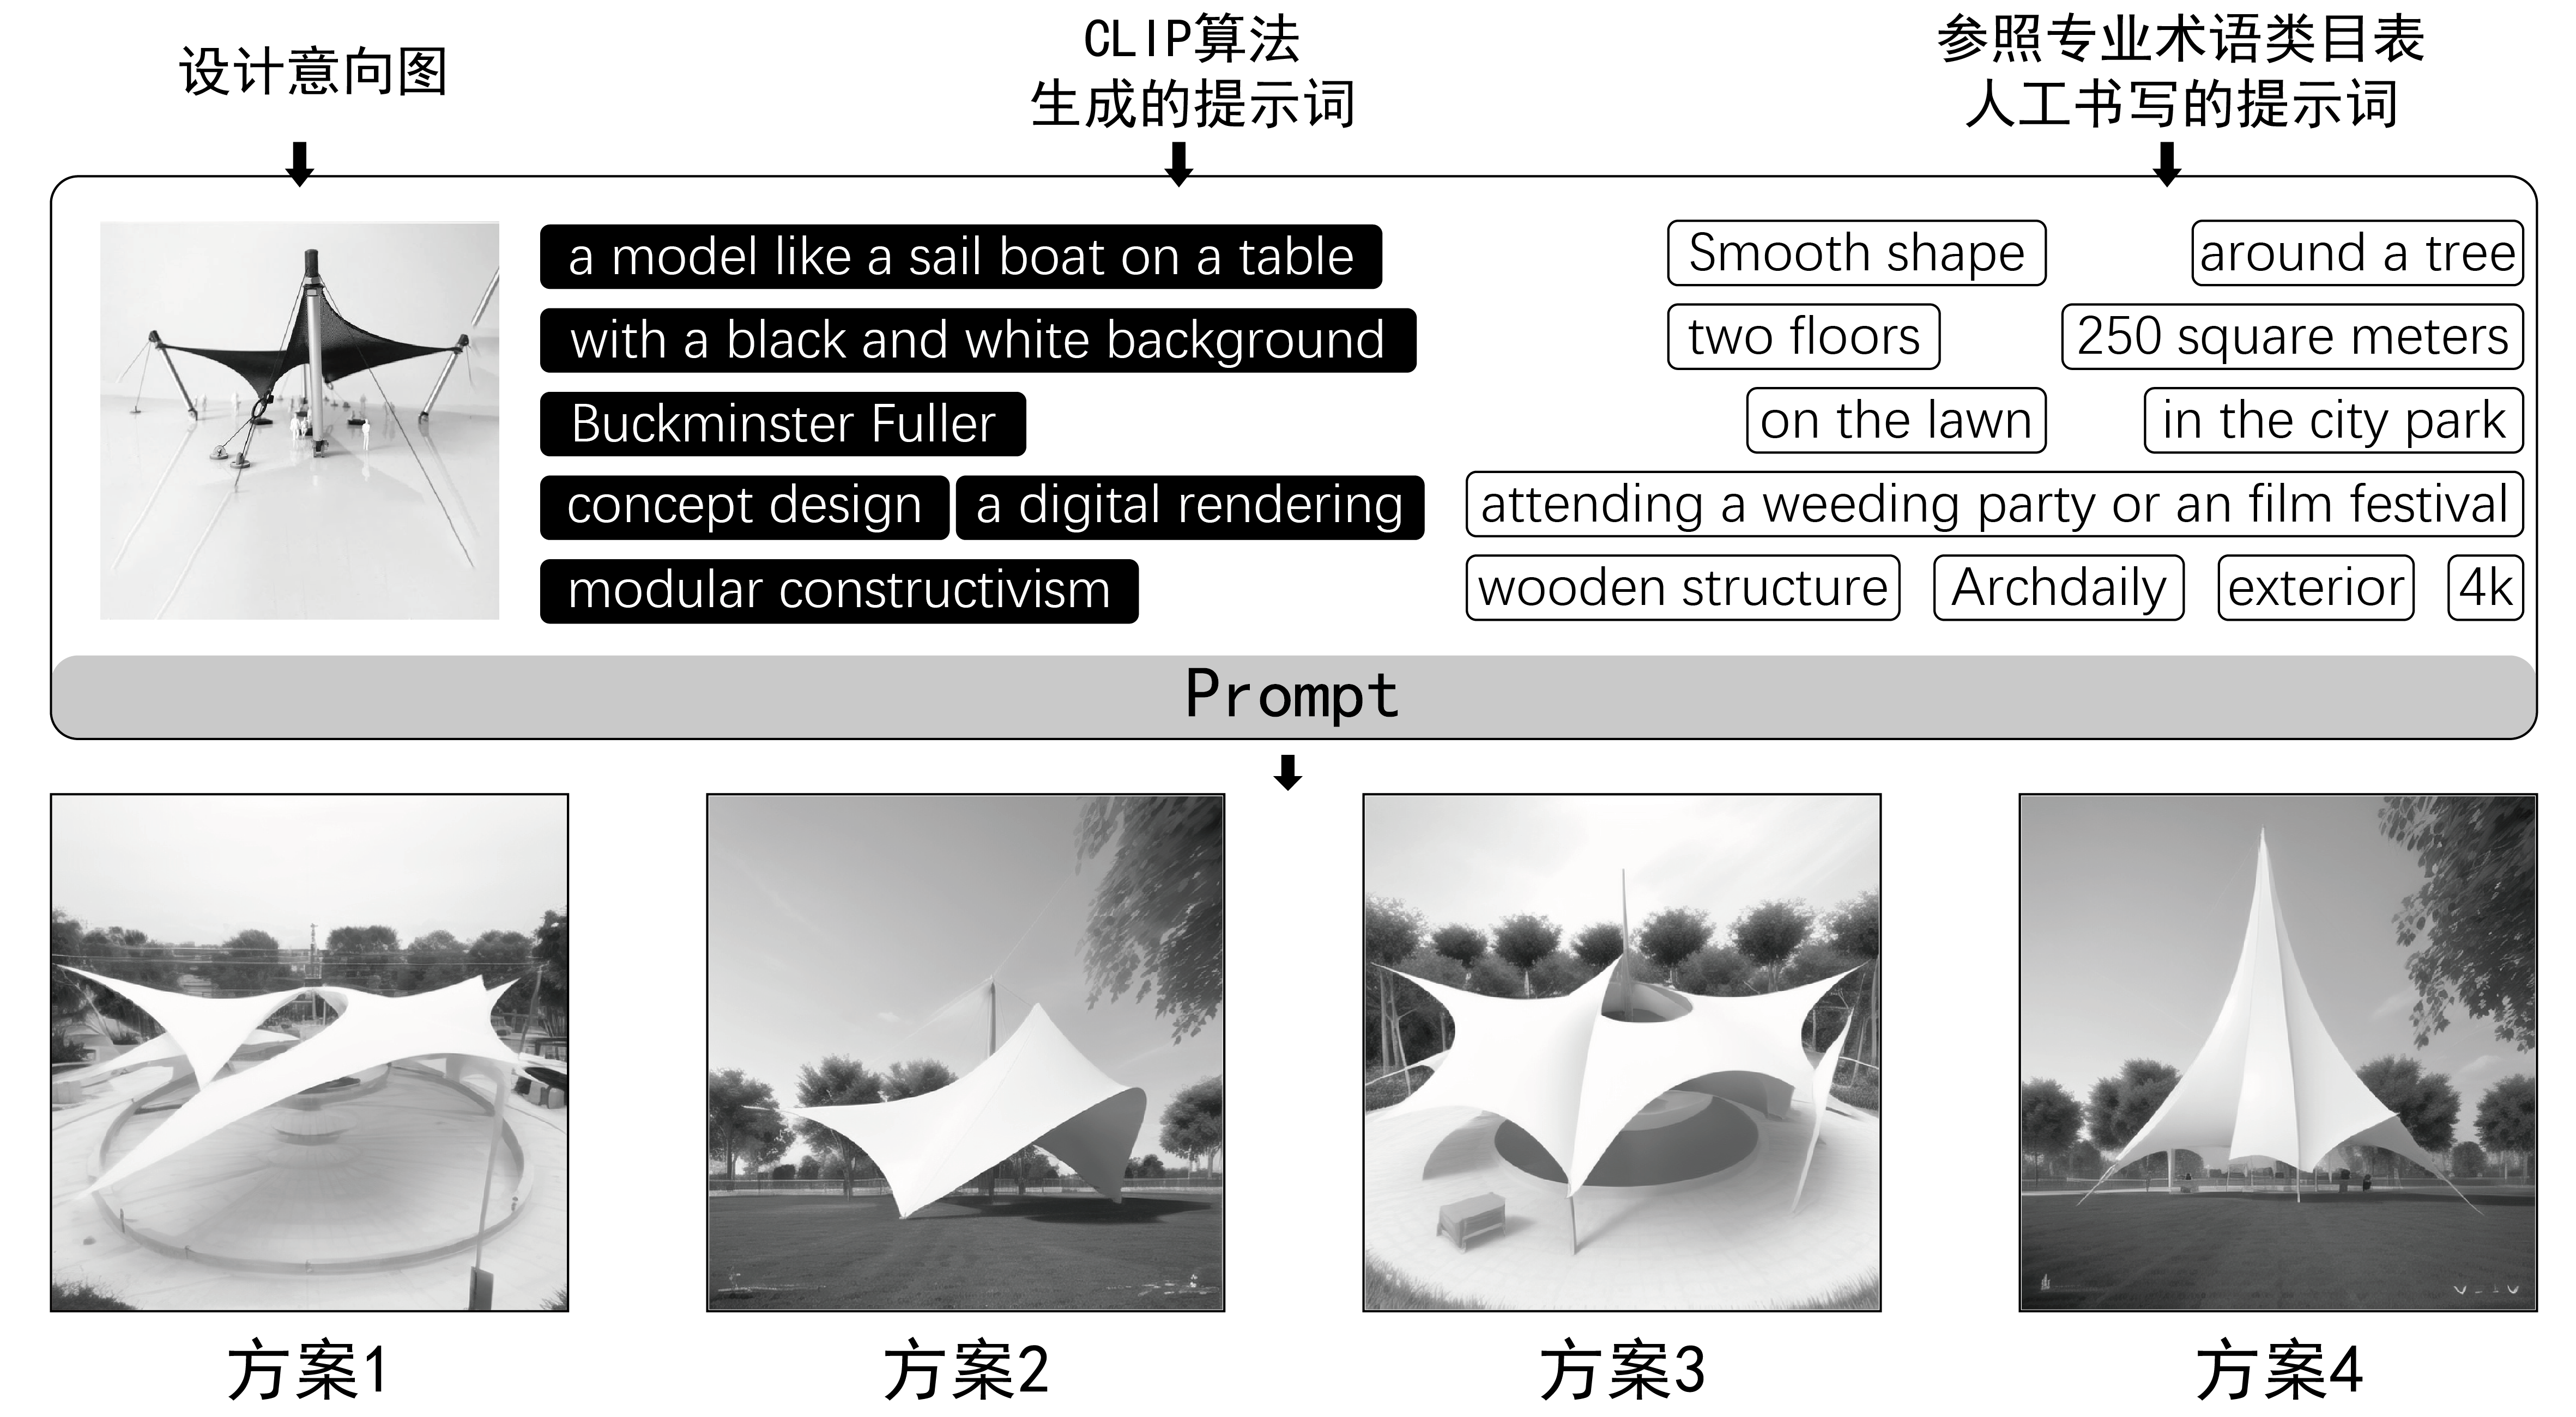 设计意向图
CLIP算法
生成的提示词
参照专业术语类目表
人工书写的提示词
a model like a sail boat on a table
with a black and white background
Buckminster Fuller
concept design a digital rendering
modular constructivism
Smooth shape around a tree
two floors 250 square meters
on the lawn in the city park
attending a weeding party or an film festival
wooden structure Archdaily exterior 4k
Prompt
方案1 方案2 方案3 方案4